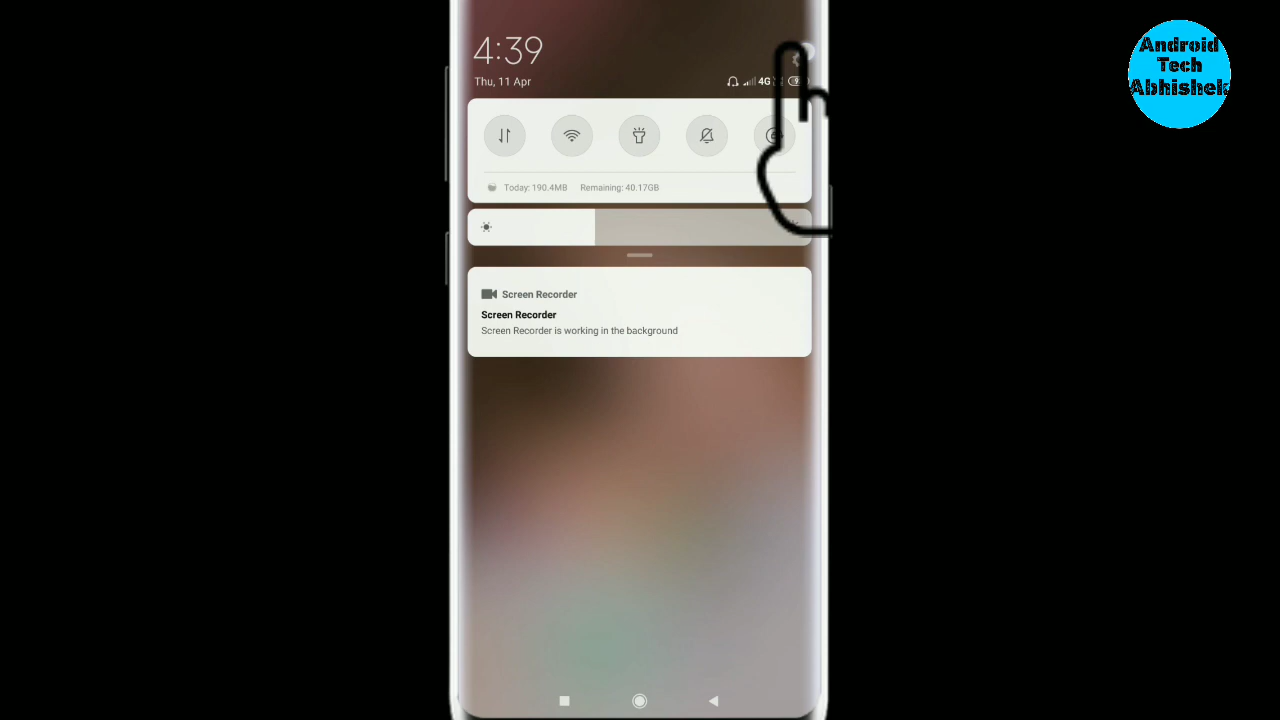 4:39
Thu, 11 Apr
4G
Today: 190.4MB Remaining: 40.17GB
Screen Recorder
Screen Recorder
Screen Recorder is working in the background
Android
Tech
Abhishek